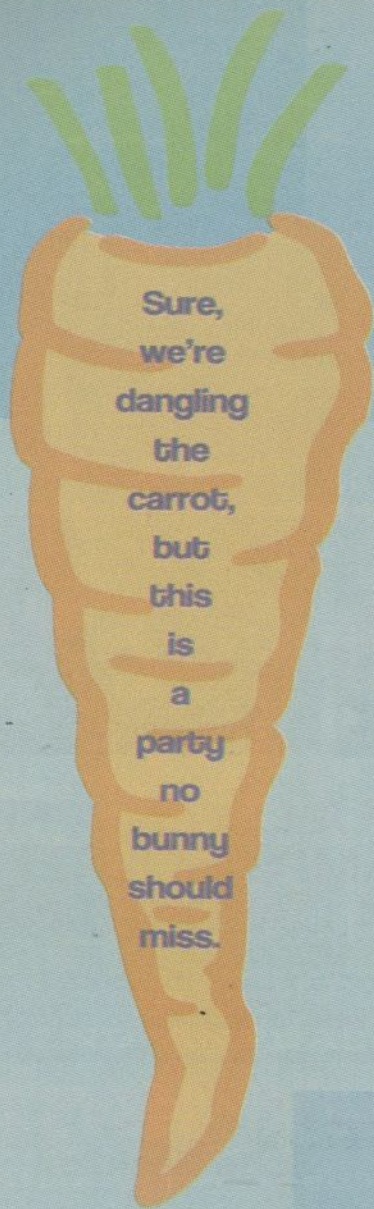 Sure,
we're
dangling
the
carrot,
but
this
is
a
party
no
bunny
should
miss.